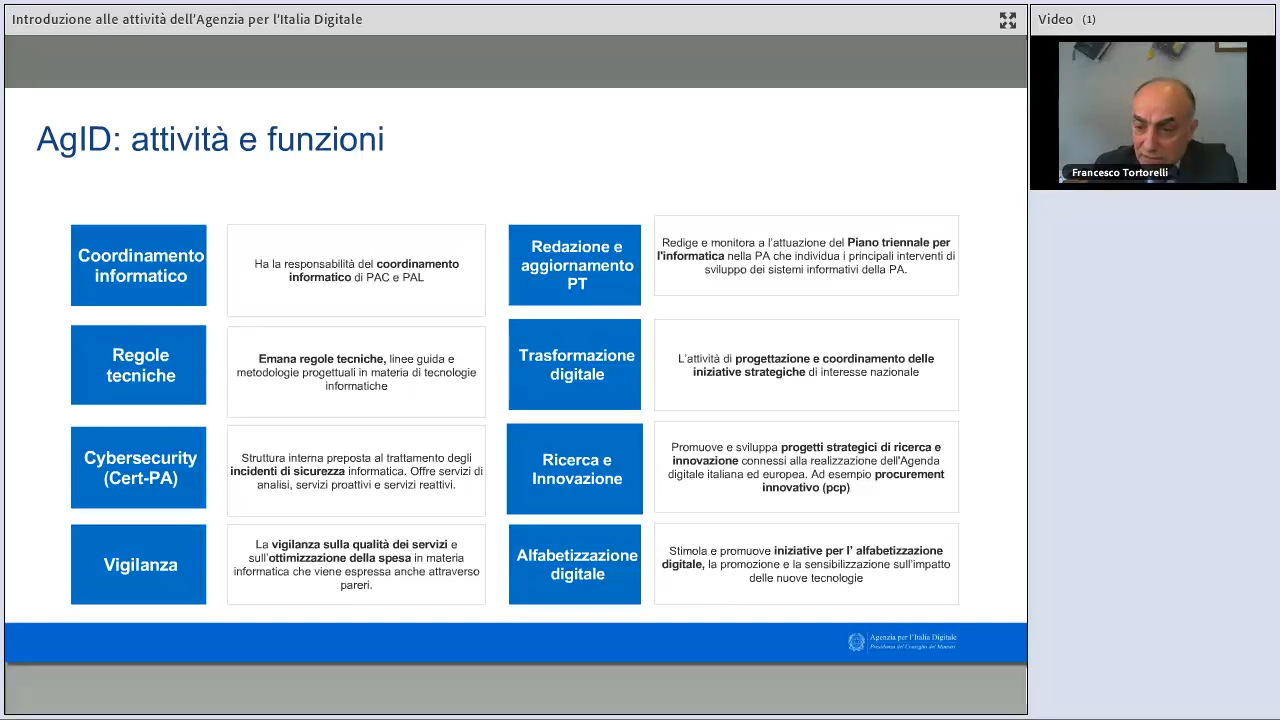 Introduzione alle attività dell'Agenzia per l'Italia Digitale
Video (1)
Francesco Tortorelli
AgID: attività e funzioni
Coordinamento
informatico
Ha la responsabilità del coordinamento
informatico di PAC e PAL
Redazione e
aggiornamento
PT
Redige e monitora a l'attuazione del Piano triennale per
l'informatica nella PA che individua i principali interventi di
sviluppo dei sistemi informativi della PA.
Regole
tecniche
Emana regole tecniche, linee guida e
metodologie progettuali in materia di tecnologie
informatiche
Trasformazione
digitale
L'attività di progettazione e coordinamento delle
iniziative strategiche di interesse nazionale
Cybersecurity
(Cert-PA)
Struttura interna preposta al trattamento degli
incidenti di sicurezza informatica. Offre servizi di
analisi, servizi proattivi e servizi reattivi.
Ricerca e
Innovazione
Promuove e sviluppa progetti strategici di ricerca e
innovazione connessi alla realizzazione dell'Agenda
digitale italiana ed europea. Ad esempio procurement
innovativo (pcp)
Vigilanza
La vigilanza sulla qualità dei servizi e
sull'ottimizzazione della spesa in materia
informatica che viene espressa anche attraverso
pareri.
Alfabetizzazione
digitale
Stimola e promuove iniziative per l' alfabetizzazione
digitale, la promozione e la sensibilizzazione sull'impatto
delle nuove tecnologie
Agenzia per l'Italia Digitale
Presidenza del Consiglio dei Ministri